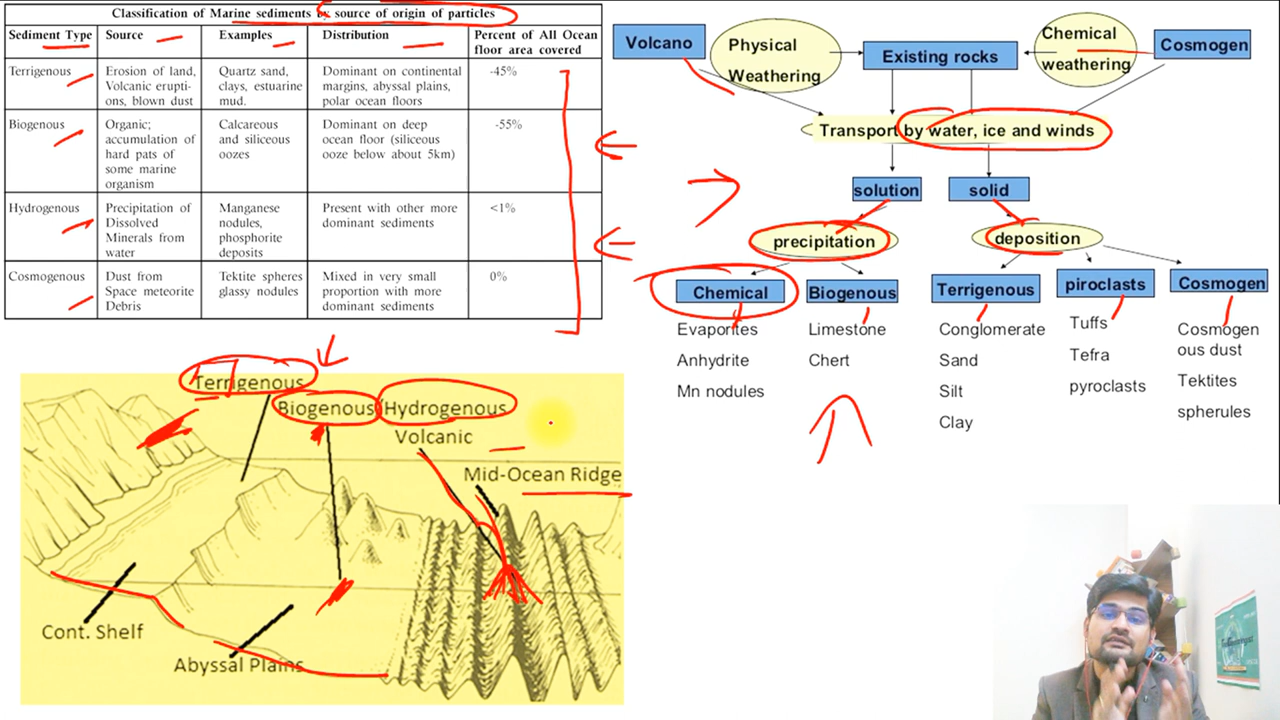 Classification of Marine sediments by source of origin of particles
Sediment Type Source Examples Distribution Percent of All Ocean
floor area covered
Terrigenous Erosion of land, Quartz sand, Dominant on continental -45%
Volcanic erupti- clays, estuarine margins, abyssal plains,
ons, blown dust mud. polar ocean floors
Biogenous Organic; Calcareous Dominant on deep -55%
accumulation of and siliceous ocean floor (siliceous
hard pats of oozes ooze below about 5km)
some marine
organism
Hydrogenous Precipitation of Manganese Present with other more <1%
Dissolved nodules, dominant sediments
Minerals from phosphorite
water deposits
Cosmogenous Dust from Tektite spheres Mixed in very small 0%
Space meteorite glassy nodules proportion with more
Debris dominant sediments
Volcano
Physical
Weathering
Existing rocks
Chemical
weathering
Cosmogen
Transport by water, ice and winds
solution solid
precipitation deposition
Chemical Biogenous Terrigenous piroclasts Cosmogen
Evaporites
Anhydrite
Mn nodules
Limestone
Chert
Conglomerate
Sand
Silt
Clay
Tuffs
Tefra
pyroclasts
Cosmogen
ous dust
Tektites
spherules
Terrigenous
Biogenous Hydrogenous
Volcanic
Mid-Ocean Ridge
Cont. Shelf
Abyssal Plains